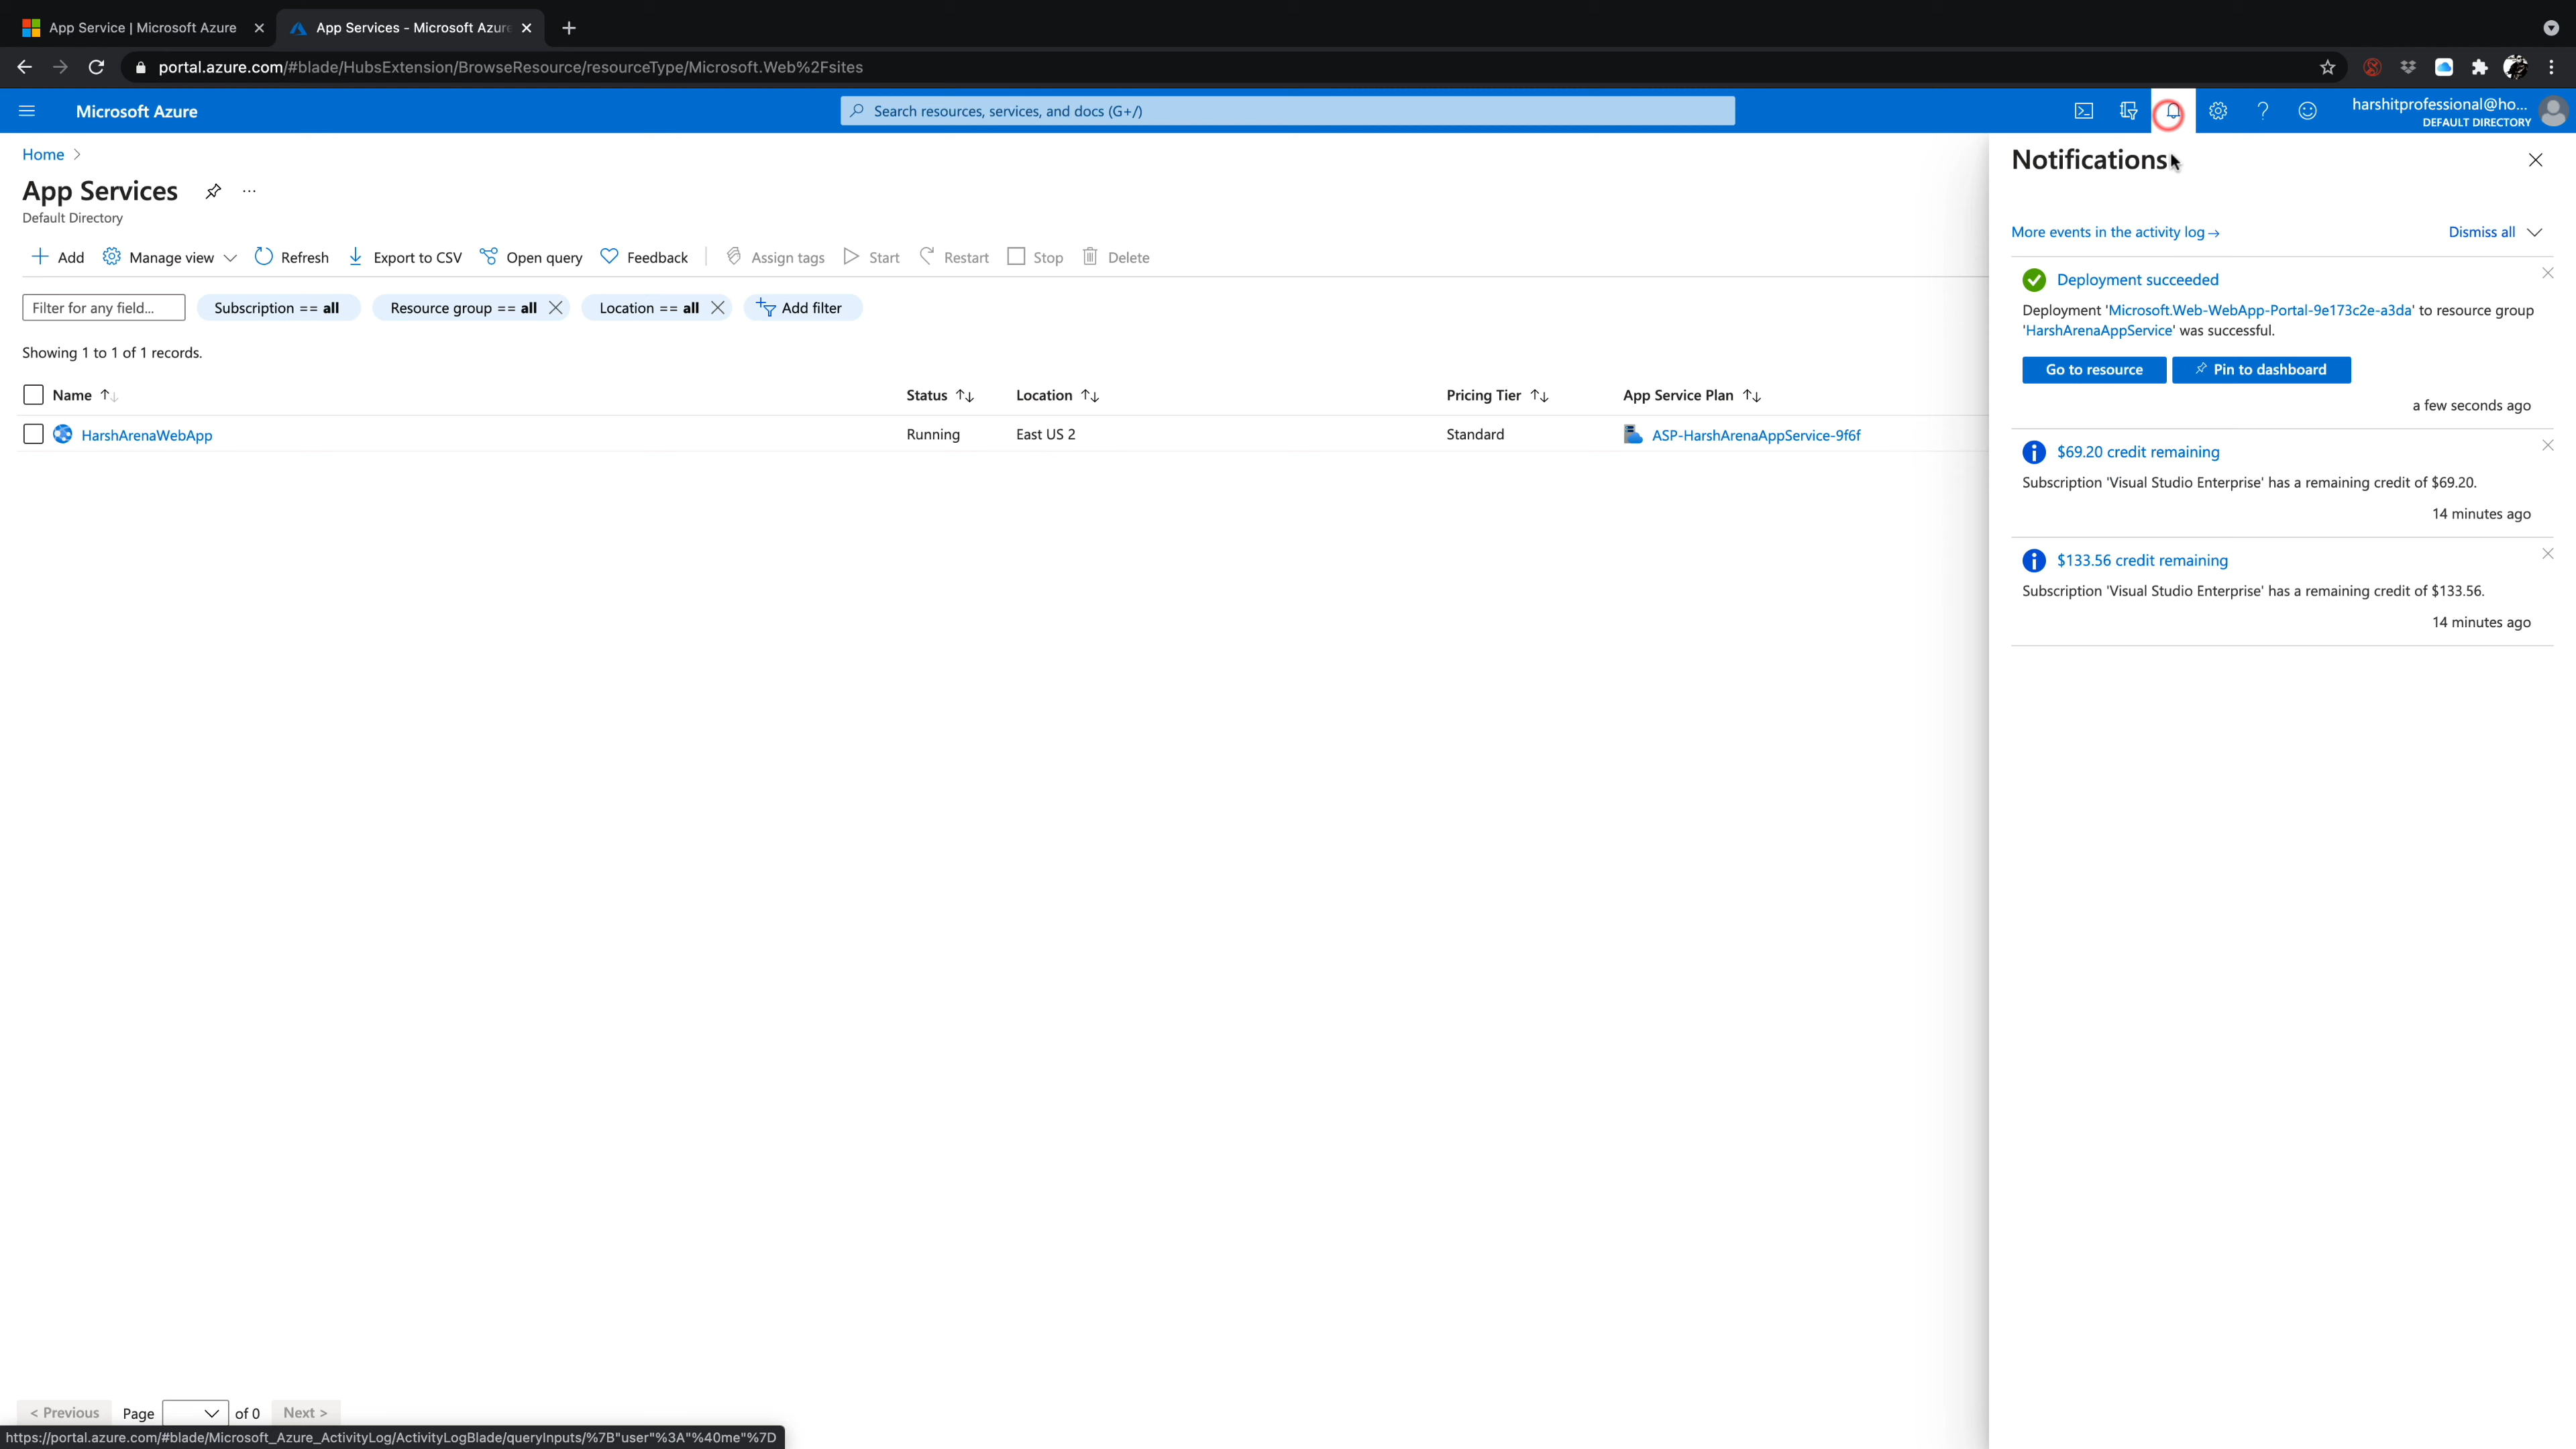 App Service | Microsoft Azure
App Services - Microsoft Azure
portal.azure.com/#blade/HubsExtension/BrowseResource/resourceType/Microsoft.Web%2Fsites
Microsoft Azure
Search resources, services, and docs (G+/)
harshitprofessional@ho...
DEFAULT DIRECTORY
Home
App Services
Default Directory
Add Manage view Refresh Export to CSV Open query Feedback Assign tags Start Restart Stop Delete
Filter for any field... Subscription == all Resource group == all Location == all Add filter
Showing 1 to 1 of 1 records.
Name Status Location Pricing Tier App Service Plan
HarshArenaWebApp Running East US 2 Standard ASP-HarshArenaAppService-9f6f
Notifications
More events in the activity log → Dismiss all
Deployment succeeded
Deployment 'Microsoft.Web-WebApp-Portal-9e173c2e-a3da' to resource group
'HarshArenaAppService' was successful.
Go to resource Pin to dashboard
a few seconds ago
$69.20 credit remaining
Subscription 'Visual Studio Enterprise' has a remaining credit of $69.20.
14 minutes ago
$133.56 credit remaining
Subscription 'Visual Studio Enterprise' has a remaining credit of $133.56.
14 minutes ago
< Previous Page of 0 Next >
https://portal.azure.com/#blade/Microsoft_Azure_ActivityLog/ActivityLogBlade/queryInputs/%7B"user"%3A"%40me"%7D